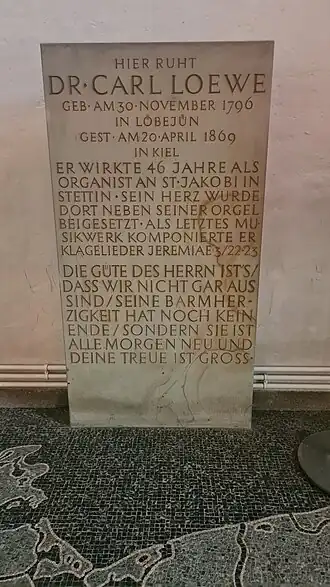 HIER RUHT
DR·CARL LOEWE
GEB·AM 30·NOVEMBER 1796
IN LÖBEJÜN
GEST·AM 20·APRIL 1869
IN KIEL
ER WIRKTE 46 JAHRE ALS
ORGANIST AN ST·JAKOBI IN
STETTIN·SEIN HERZ WURDE
DORT NEBEN SEINER ORGEL
BEIGESETZT·ALS LETZTES MU-
SIKWERK KOMPONIERTE ER
KLAGELIEDER JEREMIAE 3/22-23
DIE GÜTE DES HERRN IST'S/
DASS WIR NICHT GAR AUS
SIND/SEINE BARMHER-
ZIGKEIT HAT NOCH KEIN
ENDE/SONDERN SIE IST
ALLE MORGEN NEU UND
DEINE TREUE IST GROSS·